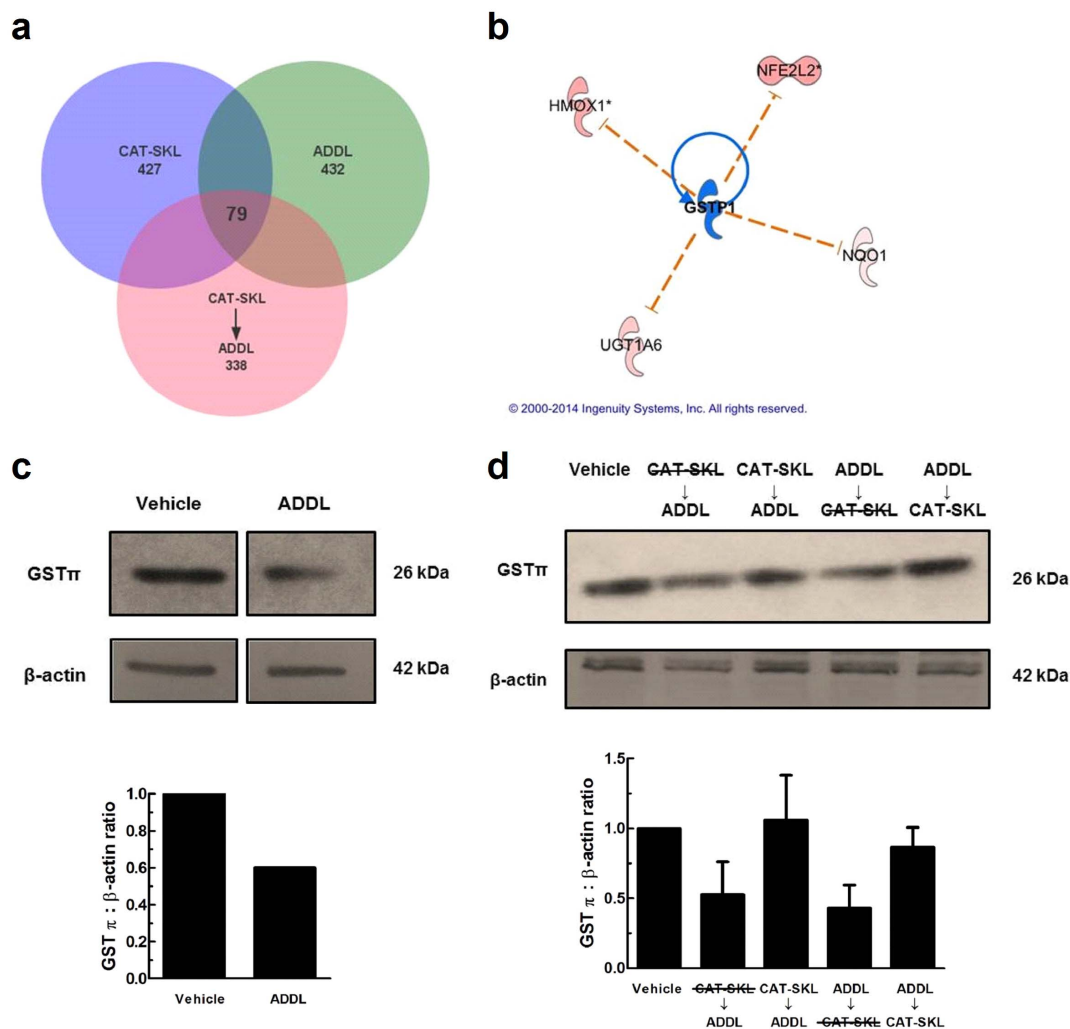 a
CAT-SKL
427
ADDL
432
79
CAT-SKL
ADDL
338
b
NFE2L2*
HMOX1*
GSTP1
NQO1
UGT1A6
© 2000-2014 Ingenuity Systems, Inc. All rights reserved.
c
Vehicle ADDL
GSTπ 26 kDa
β-actin 42 kDa
GST π : β-actin ratio
1.0
0.8
0.6
0.4
0.2
0.0
Vehicle ADDL
d
Vehicle CAT-SKL CAT-SKL ADDL ADDL
↓ ↓ ↓ ↓
ADDL ADDL CAT-SKL CAT-SKL
GSTπ 26 kDa
β-actin 42 kDa
GST π : β-actin ratio
1.5
1.0
0.5
0.0
Vehicle CAT-SKL CAT-SKL ADDL ADDL
↓ ↓ ↓ ↓
ADDL ADDL CAT-SKL CAT-SKL